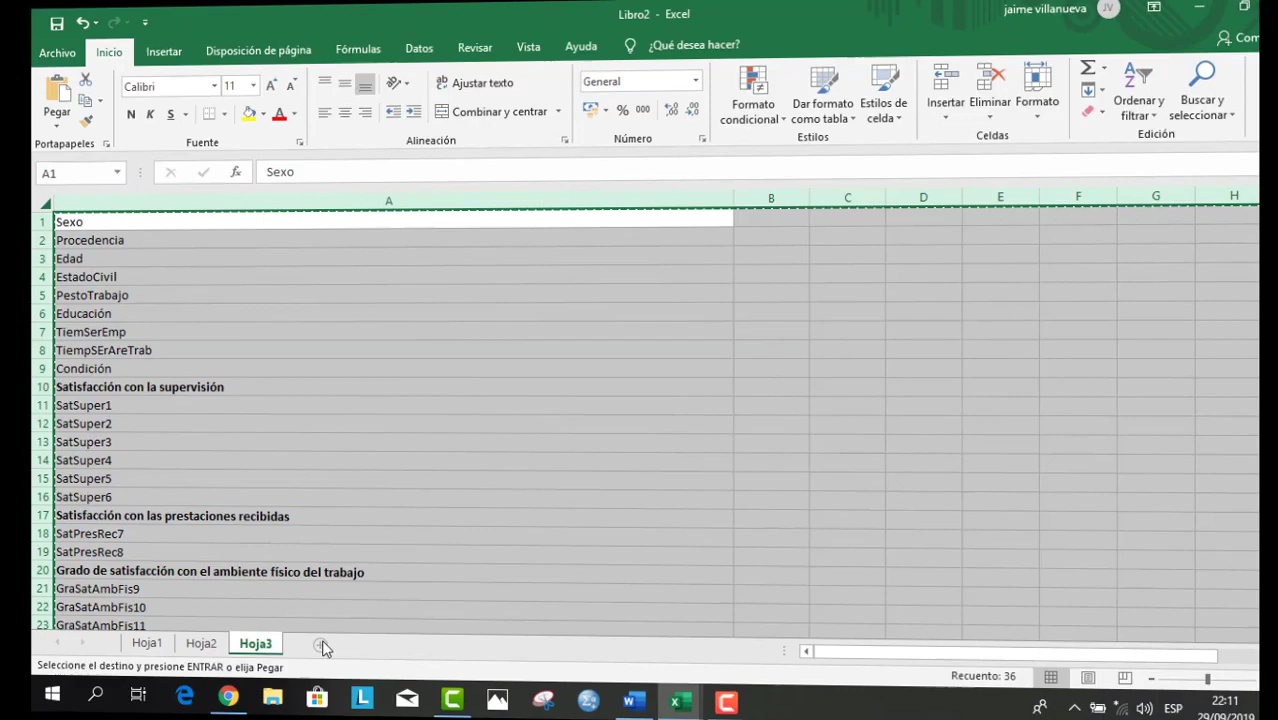 Libro2 - Excel
jaime villanueva
JV
Archivo
Inicio
Insertar
Disposición de página
Fórmulas
Datos
Revisar
Vista
Ayuda
¿Qué desea hacer?
Com
Pegar
Portapapeles
Calibri
11
N K S
Fuente
Ajustar texto
Combinar y centrar
Alineación
General
% 000
Número
Formato condicional
Dar formato como tabla
Estilos de celda
Estilos
Insertar
Eliminar
Formato
Celdas
Ordenar y filtrar
Buscar y seleccionar
Edición
A1
fx
Sexo
A B C D E F G H
1 Sexo
2 Procedencia
3 Edad
4 EstadoCivil
5 PestoTrabajo
6 Educación
7 TiemSerEmp
8 TiempSErAreTrab
9 Condición
10 Satisfacción con la supervisión
11 SatSuper1
12 SatSuper2
13 SatSuper3
14 SatSuper4
15 SatSuper5
16 SatSuper6
17 Satisfacción con las prestaciones recibidas
18 SatPresRec7
19 SatPresRec8
20 Grado de satisfacción con el ambiente físico del trabajo
21 GraSatAmbFis9
22 GraSatAmbFis10
23 GraSatAmbFis11
Hoja1 Hoja2 Hoja3
Seleccione el destino y presione ENTRAR o elija Pegar
Recuento: 36
ESP
22:11
29/09/2019